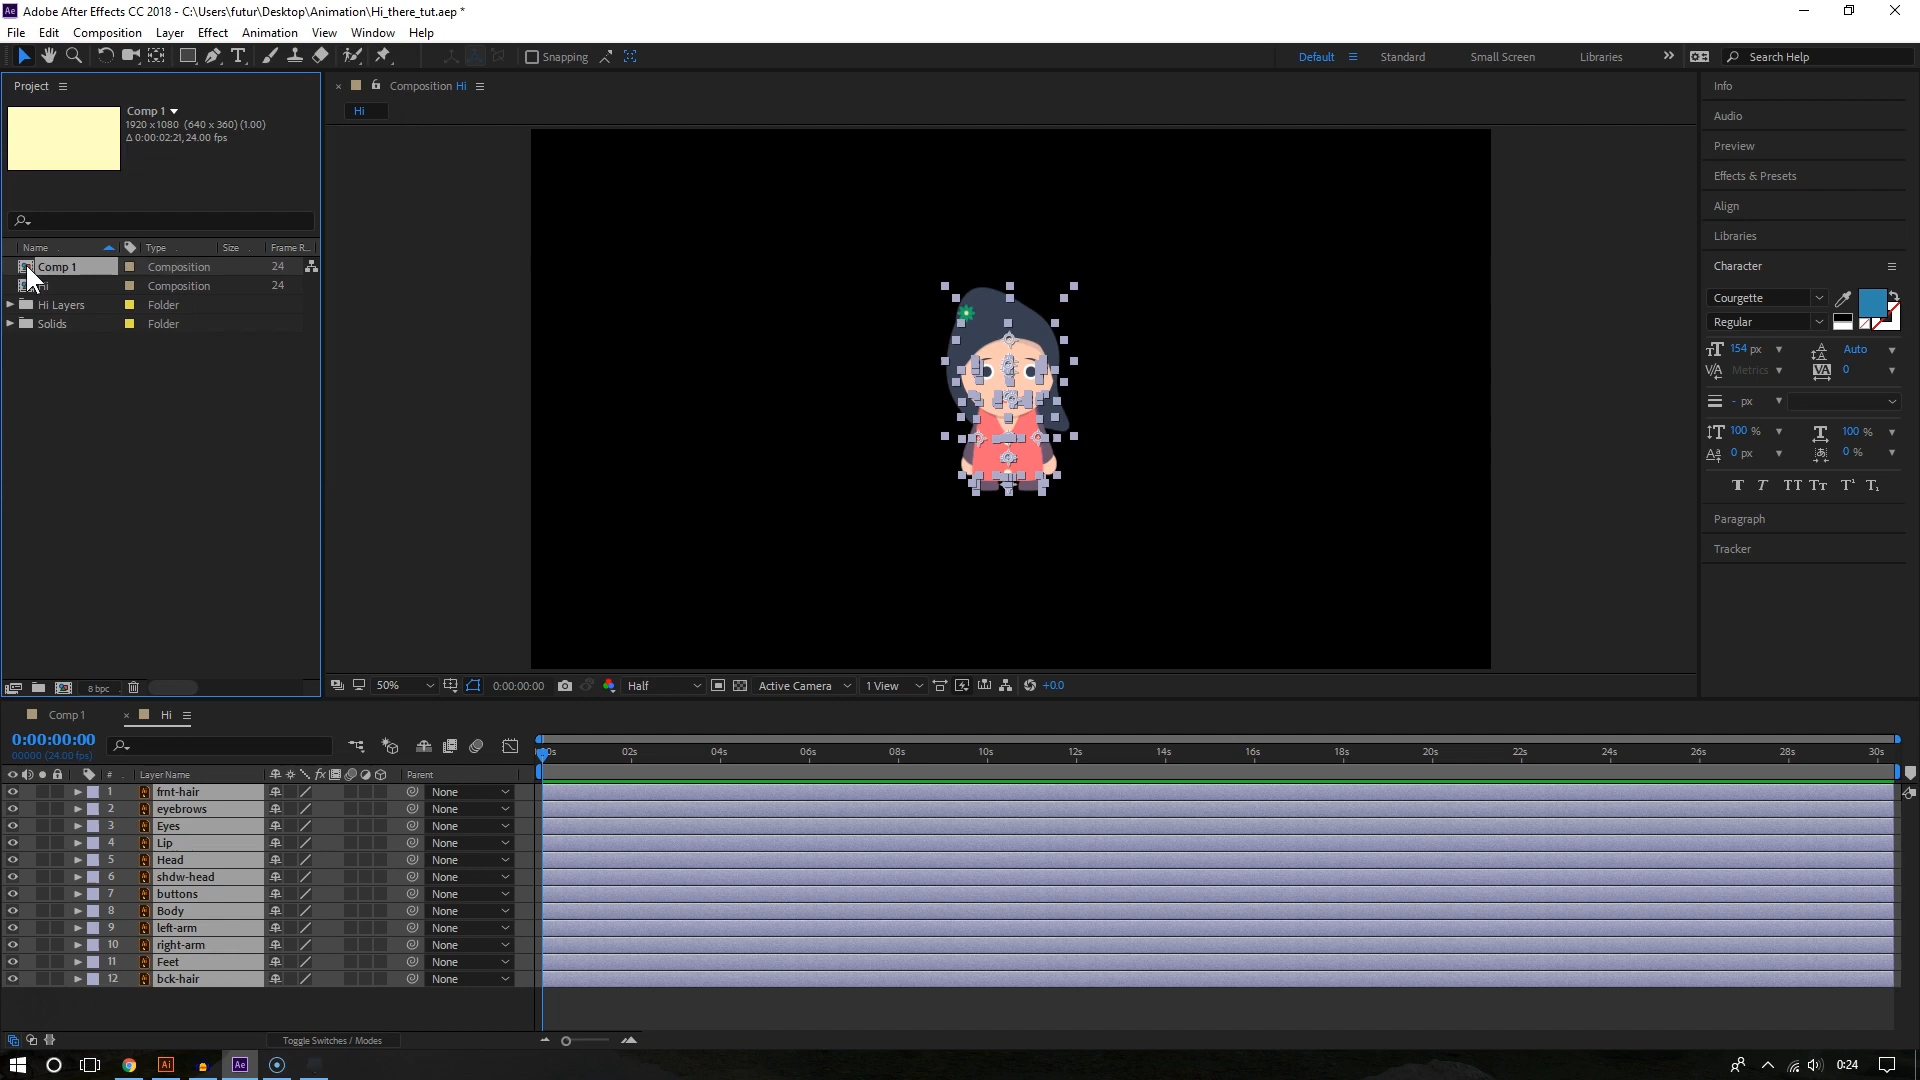 Adobe After Effects CC 2018 - C:\Users\futur\Desktop\Animation\Hi_there_tut.aep *
File Edit Composition Layer Effect Animation View Window Help
Snapping Default Standard Small Screen Libraries Search Help
Project
Comp 1
1920 x1080 (640 x 360) (1.00)
Δ 0:00:02:21, 24.00 fps
Name Type Size Frame R...
Comp 1 Composition 24
Composition 24
Hi Layers Folder
Solids Folder
8 bpc
Composition Hi
Hi
50% 0:00:00:00 Half Active Camera 1 View +0.0
Info
Audio
Preview
Effects & Presets
Align
Libraries
Character
Courgette
Regular
154 px Auto
Metrics 0
- px
100 % 100 %
0 px 0 %
T T TT Tт T¹ T₁
Paragraph
Tracker
Comp 1 Hi
0:00:00:00
00000 (24.00 fps)
02s 04s 06s 08s 10s 12s 14s 16s 18s 20s 22s 24s 26s 28s 30s
# Layer Name Parent
1 frnt-hair None
2 eyebrows None
3 Eyes None
4 Lip None
5 Head None
6 shdw-head None
7 buttons None
8 Body None
9 left-arm None
10 right-arm None
11 Feet None
12 bck-hair None
Toggle Switches / Modes
Ai Ae 0:24